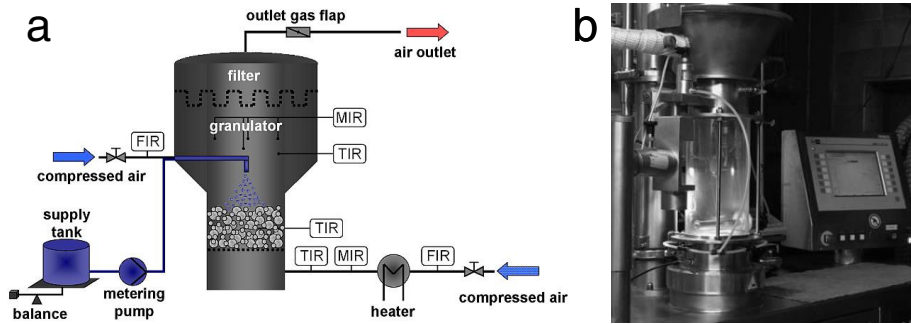 a
outlet gas flap
air outlet
filter
granulator
MIR
TIR
FIR
compressed air
supply
tank
TIR
TIR
MIR
FIR
metering
pump
balance
heater
compressed air
b